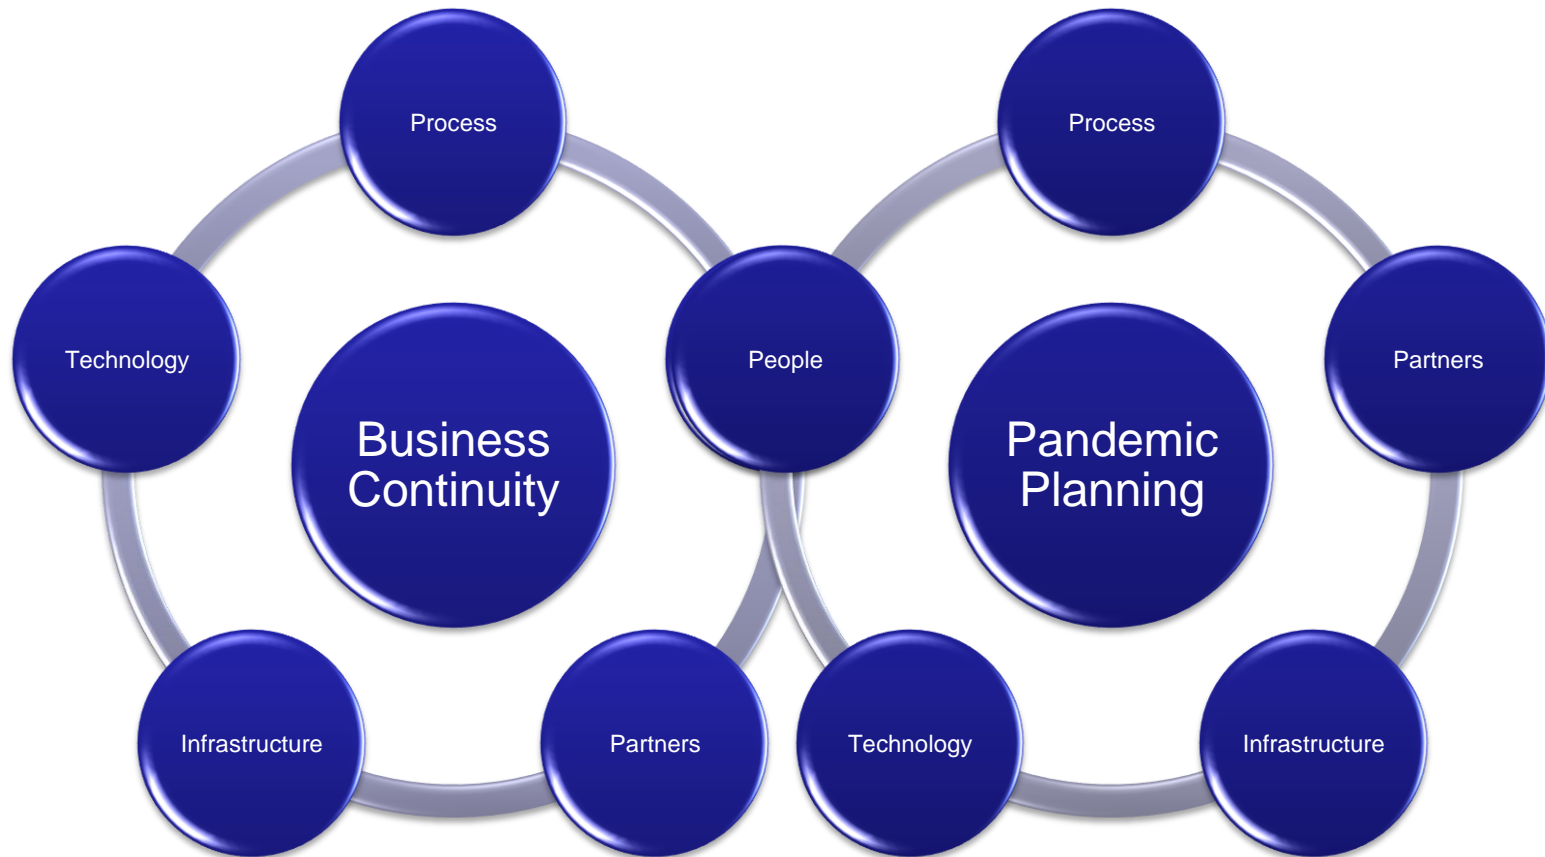 Process
Process
Technology
People
Partners
Business
Continuity
Pandemic
Planning
Infrastructure
Partners
Technology
Infrastructure